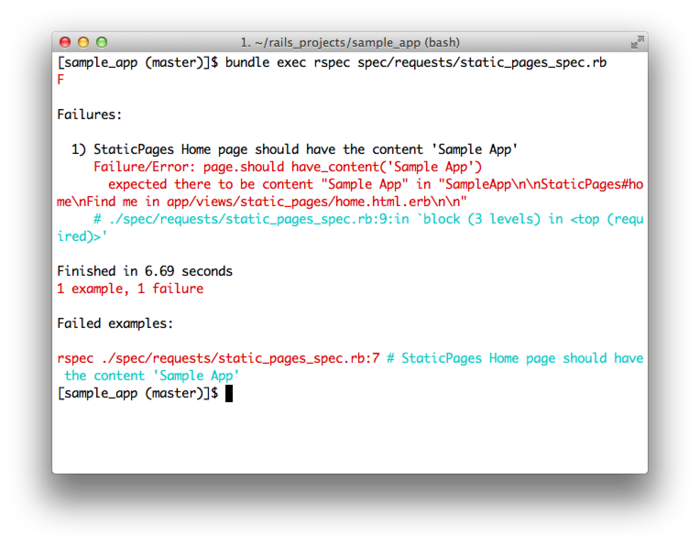 1. ~/rails_projects/sample_app (bash)
[sample_app (master)]$ bundle exec rspec spec/requests/static_pages_spec.rb
F
Failures:
1) StaticPages Home page should have the content 'Sample App'
Failure/Error: page.should have_content('Sample App')
expected there to be content "Sample App" in "SampleApp\n\nStaticPages#ho
me\nFind me in app/views/static_pages/home.html.erb\n\n"
# ./spec/requests/static_pages_spec.rb:9:in `block (3 levels) in <top (requ
ired)>'
Finished in 6.69 seconds
1 example, 1 failure
Failed examples:
rspec ./spec/requests/static_pages_spec.rb:7 # StaticPages Home page should have
the content 'Sample App'
[sample_app (master)]$